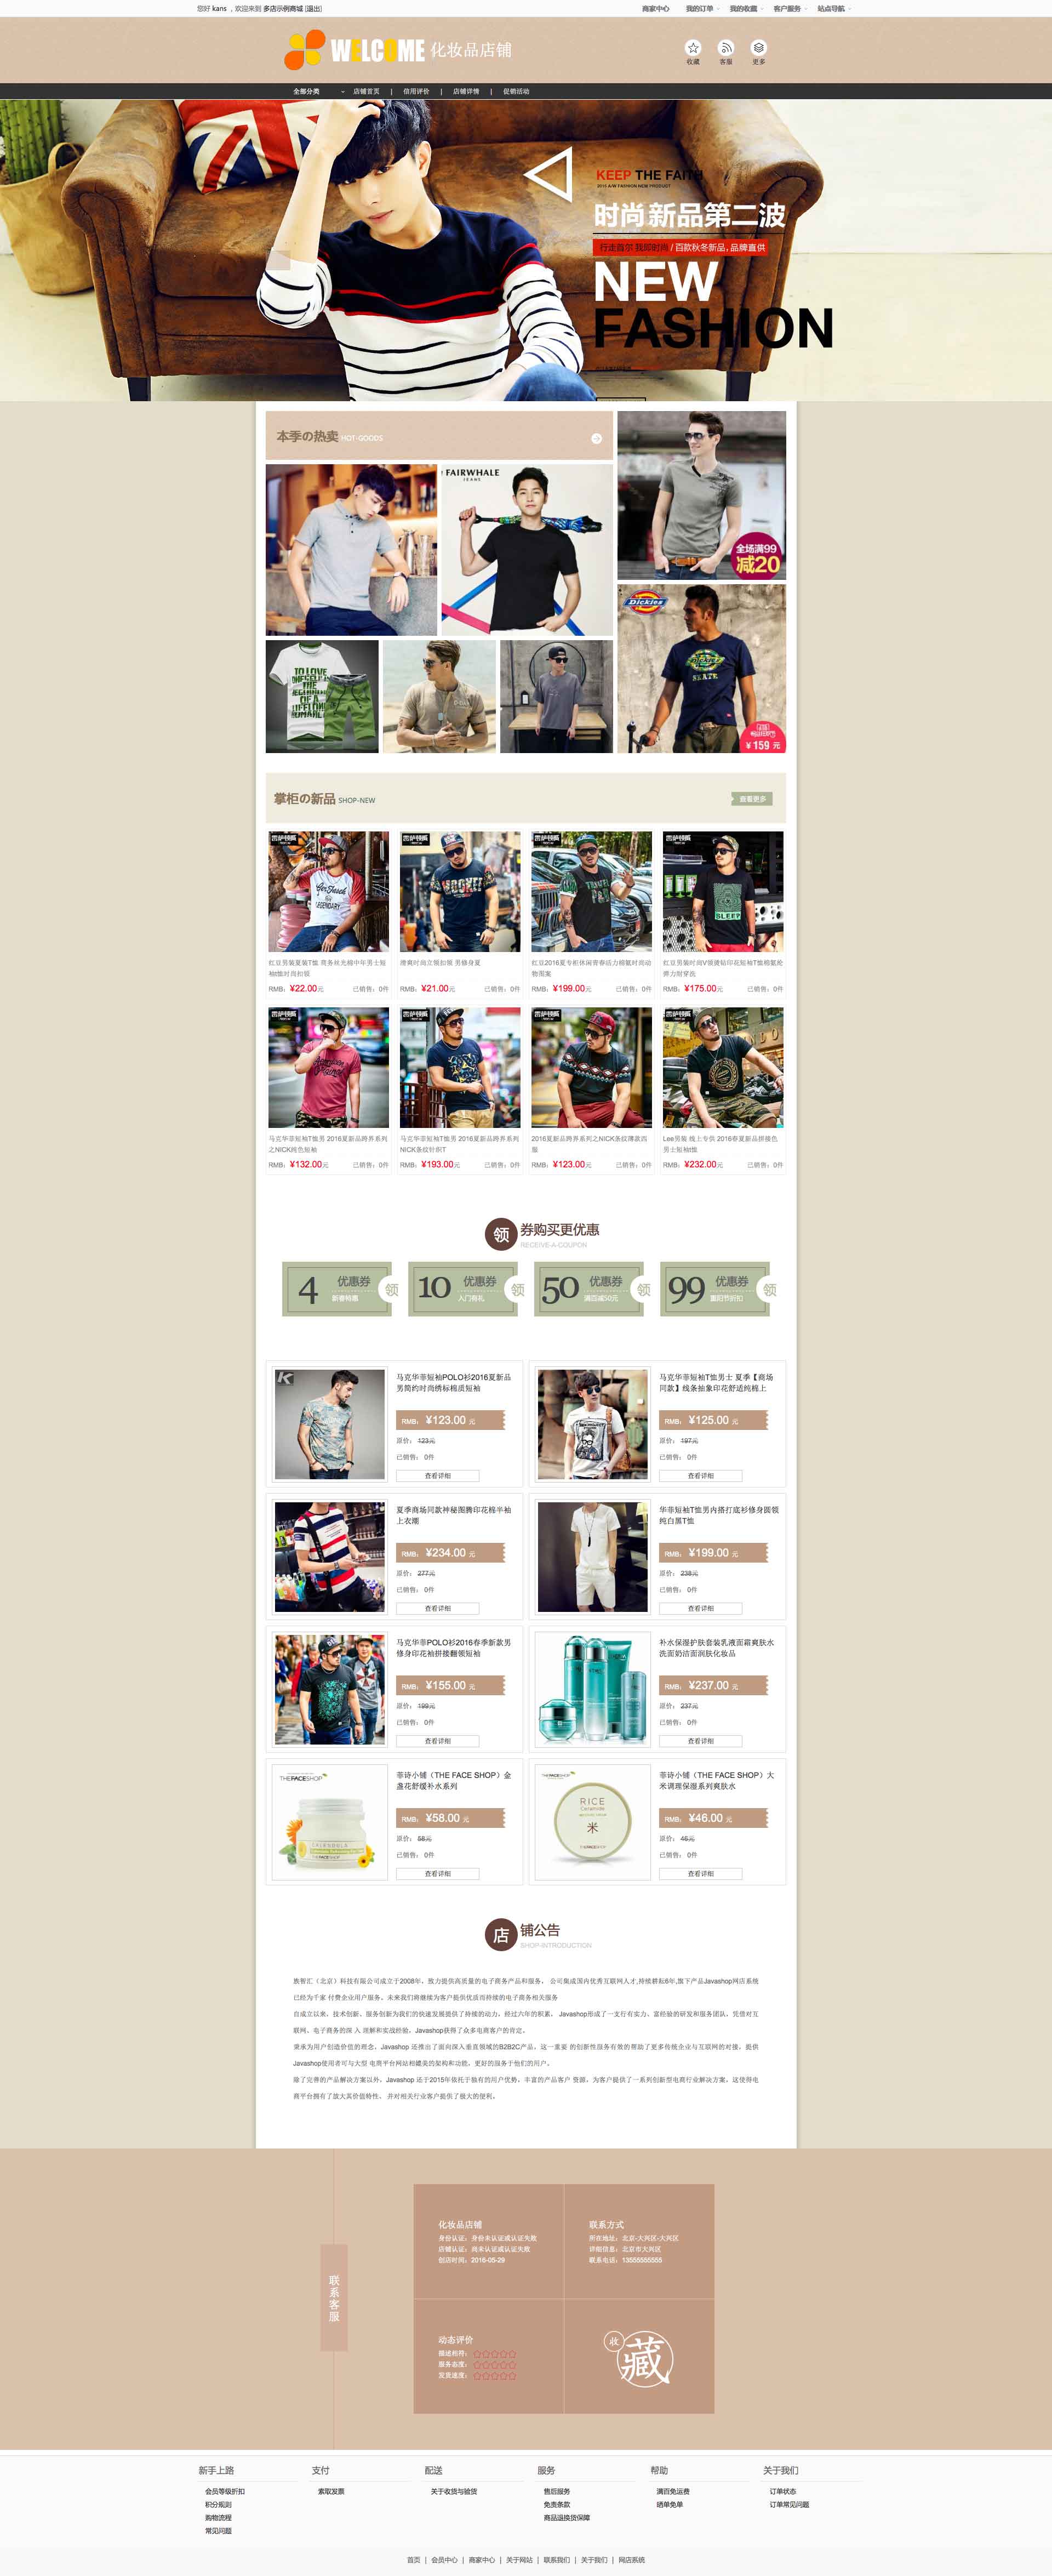 您好 kans ，欢迎来到 多店示例商城 [退出]
商家中心 我的订单 我的收藏 客户服务 站点导航
WELCOME 化妆品店铺
收藏 客服 更多
全部分类 店铺首页 | 信用评价 | 店铺详情 | 促销活动
KEEP THE FAITH
2016 A/W FASHION NEW PRODUCT
时尚新品第二波
行走首尔 我即时尚 / 百款秋冬新品，品牌直供
NEW
FASHION
本季の热卖 HOT-GOODS
FAIRWHALE
JEANS
全场满99
减20
Dickies
SKATE
¥159 元
掌柜の新品 SHOP-NEW
查看更多
LEGENDARY
SLEEP
红豆男装夏装T恤 商务丝光棉中年男士短袖t恤时尚扣领
RMB：¥22.00元 已销售：0件
清爽时尚立领扣领 男修身夏
RMB：¥21.00元 已销售：0件
红豆2016夏专柜休闲青春活力棉氨时尚动物图案
RMB：¥199.00元 已销售：0件
红豆男装时尚V领烫钻印花短袖T恤棉氨枪弹力耐穿洗
RMB：¥175.00元 已销售：0件
马克华菲短袖T恤男 2016夏新品跨界系列之NICK纯色短袖
RMB：¥132.00元 已销售：0件
马克华菲短袖T恤男 2016夏新品跨界系列NICK条纹针织T
RMB：¥193.00元 已销售：0件
2016夏新品跨界系列之NICK条纹薄款西服
RMB：¥123.00元 已销售：0件
Lee男装 线上专供 2016春夏新品拼接色男士短袖t恤
RMB：¥232.00元 已销售：0件
领 券购买更优惠
RECEIVE-A-COUPON
4 优惠券 新春特惠 领
10 优惠券 入门有礼 领
50 优惠券 满百减50元 领
99 优惠券 重阳节折扣 领
马克华菲短袖POLO衫2016夏新品
男简约时尚绣标棉质短袖
RMB： ¥123.00 元
原价： 123元
已销售： 0件
查看详细
马克华菲短袖T恤男士 夏季【商场
同款】线条抽象印花舒适纯棉上
RMB： ¥125.00 元
原价： 197元
已销售： 0件
查看详细
夏季商场同款神秘图腾印花棉半袖
上衣潮
RMB： ¥234.00 元
原价： 277元
已销售： 0件
查看详细
华菲短袖T恤男内搭打底衫修身圆领
纯白黑T恤
RMB： ¥199.00 元
原价： 238元
已销售： 0件
查看详细
马克华菲POLO衫2016春季新款男
修身印花袖拼接翻领短袖
RMB： ¥155.00 元
原价： 199元
已销售： 0件
查看详细
补水保湿护肤套装乳液面霜爽肤水
洗面奶洁面润肤化妆品
RMB： ¥237.00 元
原价： 237元
已销售： 0件
查看详细
THEFACESHOP
CALENDULA
THEFACESHOP
菲诗小铺（THE FACE SHOP）金
盏花舒缓补水系列
RMB： ¥58.00 元
原价： 58元
已销售： 0件
查看详细
THEFACESHOP
RICE
Ceramide
米
THEFACESHOP
菲诗小铺（THE FACE SHOP）大
米调理保湿系列爽肤水
RMB： ¥46.00 元
原价： 46元
已销售： 0件
查看详细
店 铺公告
SHOP-INTRODUCTION
旗智汇（北京）科技有限公司成立于2008年。致力提供高质量的电子商务产品和服务。 公司集成国内优秀互联网人才,持续耕耘6年,旗下产品Javashop网店系统
已经为千家 付费企业用户服务。未来我们将继续为客户提供优质而持续的电子商务相关服务
自成立以来，技术创新、服务创新为我们的快速发展提供了持续的动力。经过六年的积累， Javashop形成了一支行有实力、富经验的研发和服务团队。凭借对互
联网、电子商务的深 入 理解和实战经验，Javashop获得了众多电商客户的肯定。
秉承为用户创造价值的理念，Javashop 还推出了面向深入垂直领域的B2B2C产品。这一重要 的创新性服务有效的帮助了更多传统企业与互联网的对接。提供
Javashop使用者可与大型 电商平台网站相媲美的架构和功能，更好的服务于他们的用户。
除了完善的产品解决方案以外，Javashop 还于2015年依托于独有的用户优势，丰富的产品客户 资源，为客户提供了一系列创新型电商行业解决方案。这使得电
商平台拥有了放大其价值特性， 并对相关行业客户提供了极大的便利。
联系客服
化妆品店铺
身份认证：身份未认证或认证失败
店铺认证：尚未认证或认证失败
创店时间：2016-05-29
联系方式
所在地址：北京-大兴区-大兴区
详细信息：北京市大兴区
联系电话：13555555555
动态评价
描述相符：
服务态度：
发货速度：
收藏
新手上路 支付 配送 服务 帮助 关于我们
会员等级折扣 索取发票 关于收货与验货 售后服务 满百免运费 订单状态
积分规则 免责条款 晒单免单 订单常见问题
购物流程 商品退换货保障
常见问题
首页 | 会员中心 | 商家中心 | 关于网站 | 联系我们 | 关于我们 | 网店系统